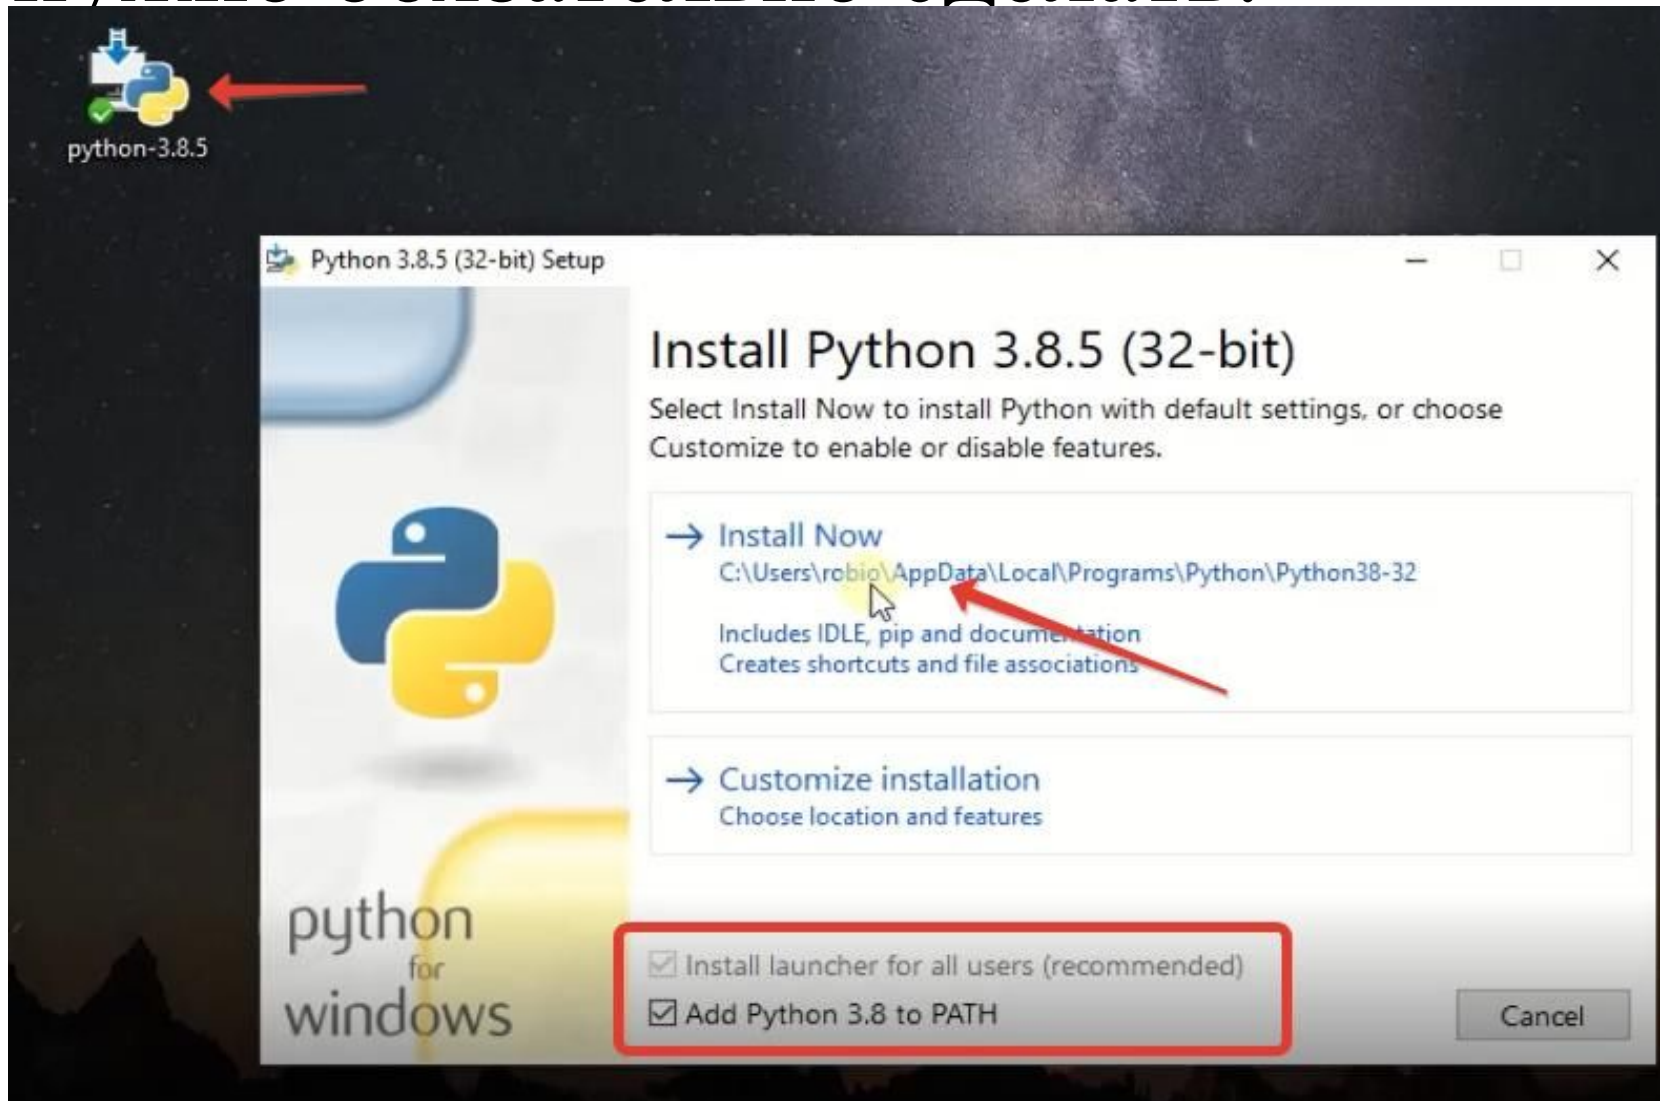 python-3.8.5
Python 3.8.5 (32-bit) Setup
Install Python 3.8.5 (32-bit)
Select Install Now to install Python with default settings, or choose
Customize to enable or disable features.
Install Now
C:\Users\robio\AppData\Local\Programs\Python\Python38-32
Includes IDLE, pip and documentation
Creates shortcuts and file associations
Customize installation
Choose location and features
python
for
windows
Install launcher for all users (recommended)
Add Python 3.8 to PATH
Cancel